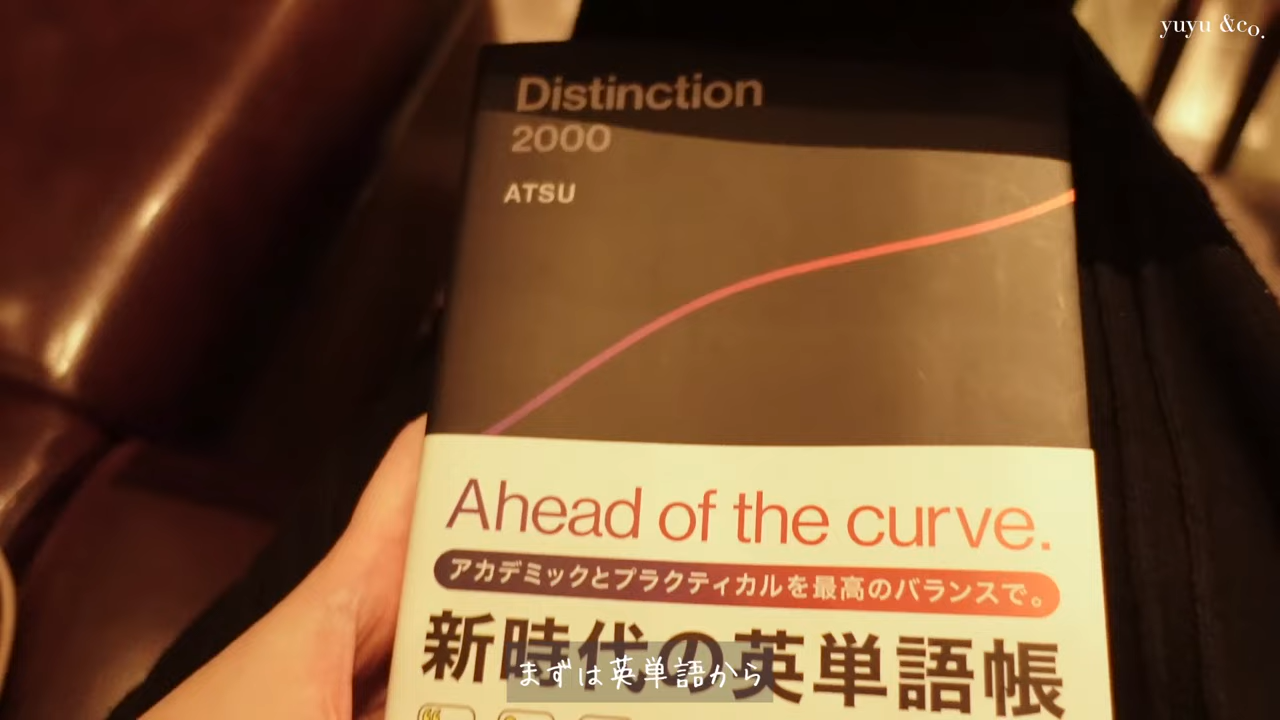 yuyu &co.
Distinction
2000
ATSU
Ahead of the curve.
アカデミックとプラクティカルを最高のバランスで。
新時代の英単語帳
まずは英単語から